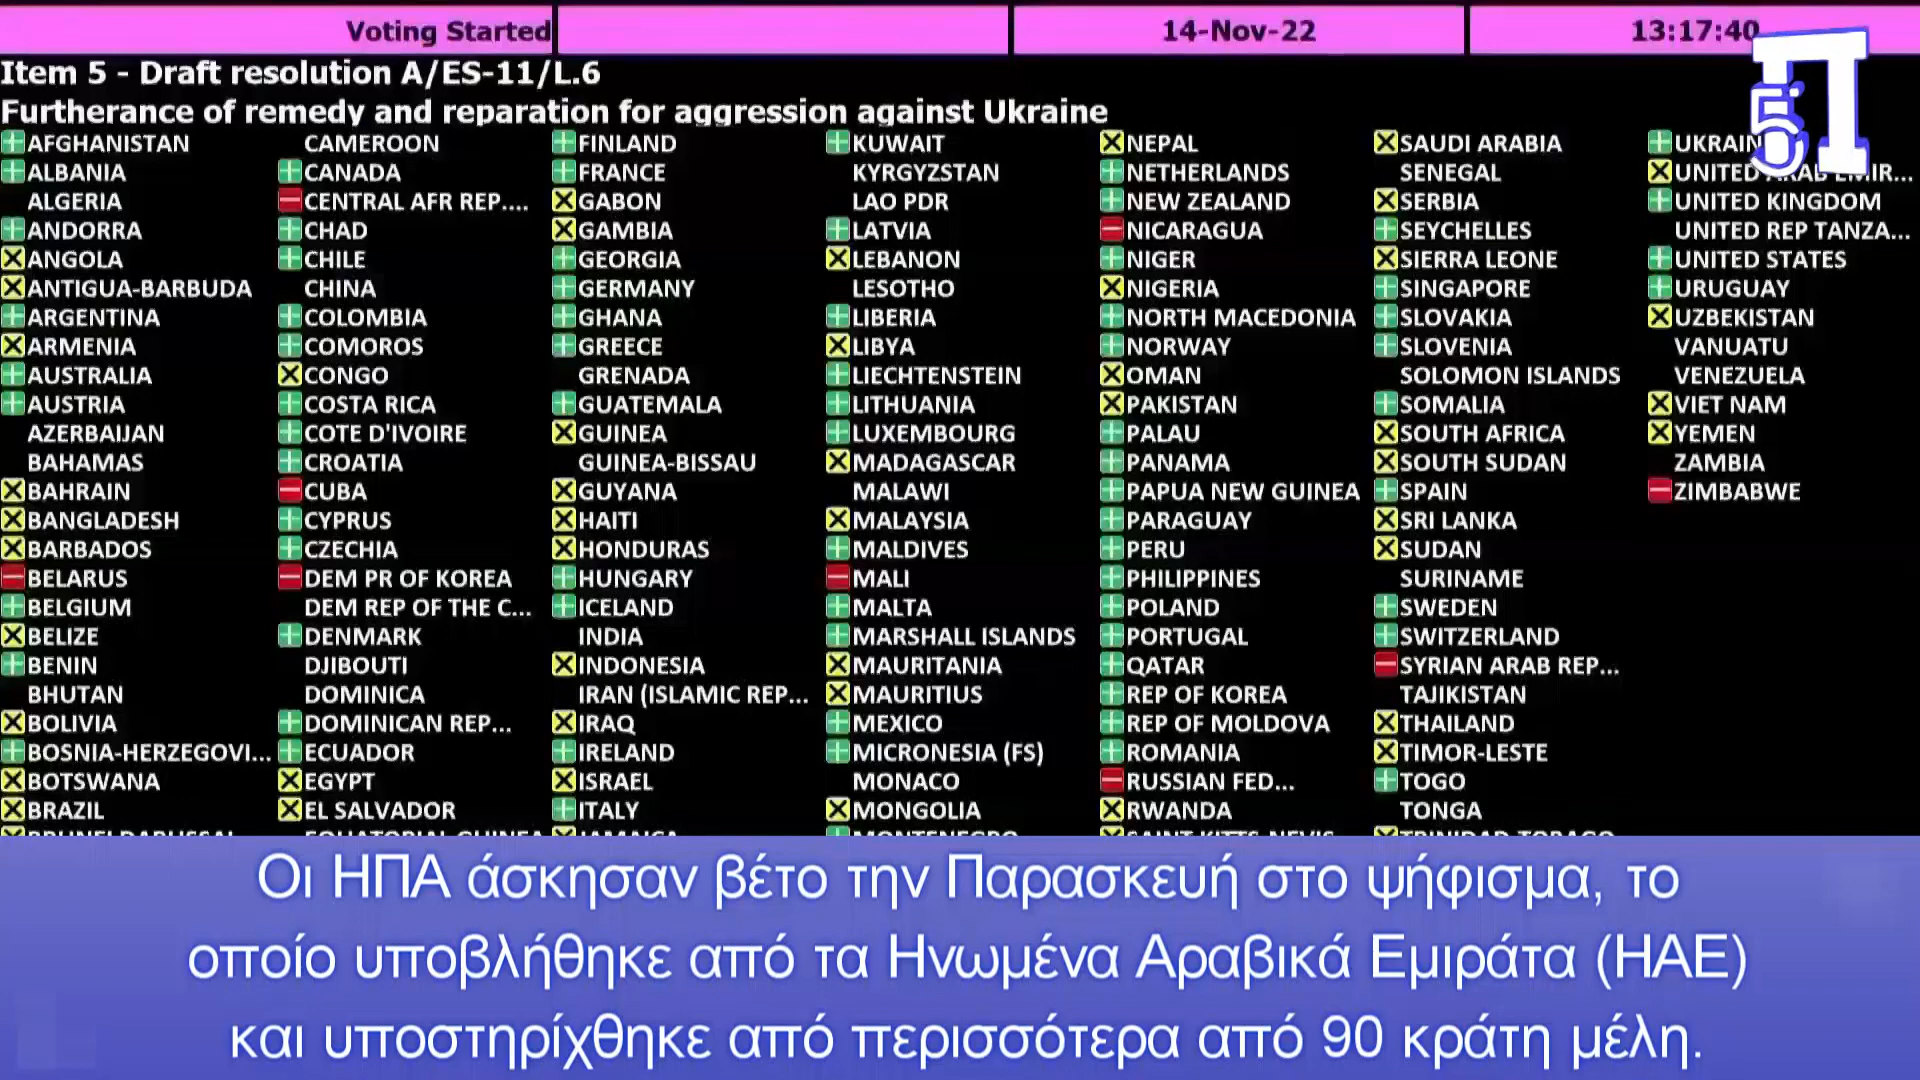 Voting Started 14-Nov-22 13:17:40
Item 5 - Draft resolution A/ES-11/L.6
Furtherance of remedy and reparation for aggression against Ukraine
AFGHANISTAN CAMEROON FINLAND KUWAIT NEPAL SAUDI ARABIA
ALBANIA CANADA FRANCE KYRGYZSTAN NETHERLANDS SENEGAL UNITED
ALGERIA CENTRAL AFR REP.... GABON LAO PDR NEW ZEALAND SERBIA UNITED KINGDOM
ANDORRA CHAD GAMBIA LATVIA NICARAGUA SEYCHELLES UNITED REP TANZA...
ANGOLA CHILE GEORGIA LEBANON NIGER SIERRA LEONE UNITED STATES
ANTIGUA-BARBUDA CHINA GERMANY LESOTHO NIGERIA SINGAPORE URUGUAY
ARGENTINA COLOMBIA GHANA LIBERIA NORTH MACEDONIA SLOVAKIA UZBEKISTAN
ARMENIA COMOROS GREECE LIBYA NORWAY SLOVENIA VANUATU
AUSTRALIA CONGO GRENADA LIECHTENSTEIN OMAN SOLOMON ISLANDS VENEZUELA
AUSTRIA COSTA RICA GUATEMALA LITHUANIA PAKISTAN SOMALIA VIET NAM
AZERBAIJAN COTE D'IVOIRE GUINEA LUXEMBOURG PALAU SOUTH AFRICA YEMEN
BAHAMAS CROATIA GUINEA-BISSAU MADAGASCAR PANAMA SOUTH SUDAN ZAMBIA
BAHRAIN CUBA GUYANA MALAWI PAPUA NEW GUINEA SPAIN ZIMBABWE
BANGLADESH CYPRUS HAITI MALAYSIA PARAGUAY SRI LANKA
BARBADOS CZECHIA HONDURAS MALDIVES PERU SUDAN
BELARUS DEM PR OF KOREA HUNGARY MALI PHILIPPINES SURINAME
BELGIUM DEM REP OF THE C... ICELAND MALTA POLAND SWEDEN
BELIZE DENMARK INDIA MARSHALL ISLANDS PORTUGAL SWITZERLAND
BENIN DJIBOUTI INDONESIA MAURITANIA QATAR SYRIAN ARAB REP...
BHUTAN DOMINICA IRAN (ISLAMIC REP... MAURITIUS REP OF KOREA TAJIKISTAN
BOLIVIA DOMINICAN REP... IRAQ MEXICO REP OF MOLDOVA THAILAND
BOSNIA-HERZEGOVI... ECUADOR IRELAND MICRONESIA (FS) ROMANIA TIMOR-LESTE
BOTSWANA EGYPT ISRAEL MONACO RUSSIAN FED... TOGO
BRAZIL EL SALVADOR ITALY MONGOLIA RWANDA TONGA
Οι ΗΠΑ άσκησαν βέτο την Παρασκευή στο ψήφισμα, το
οποίο υποβλήθηκε από τα Ηνωμένα Αραβικά Εμιράτα (ΗΑΕ)
και υποστηρίχθηκε από περισσότερα από 90 κράτη μέλη.